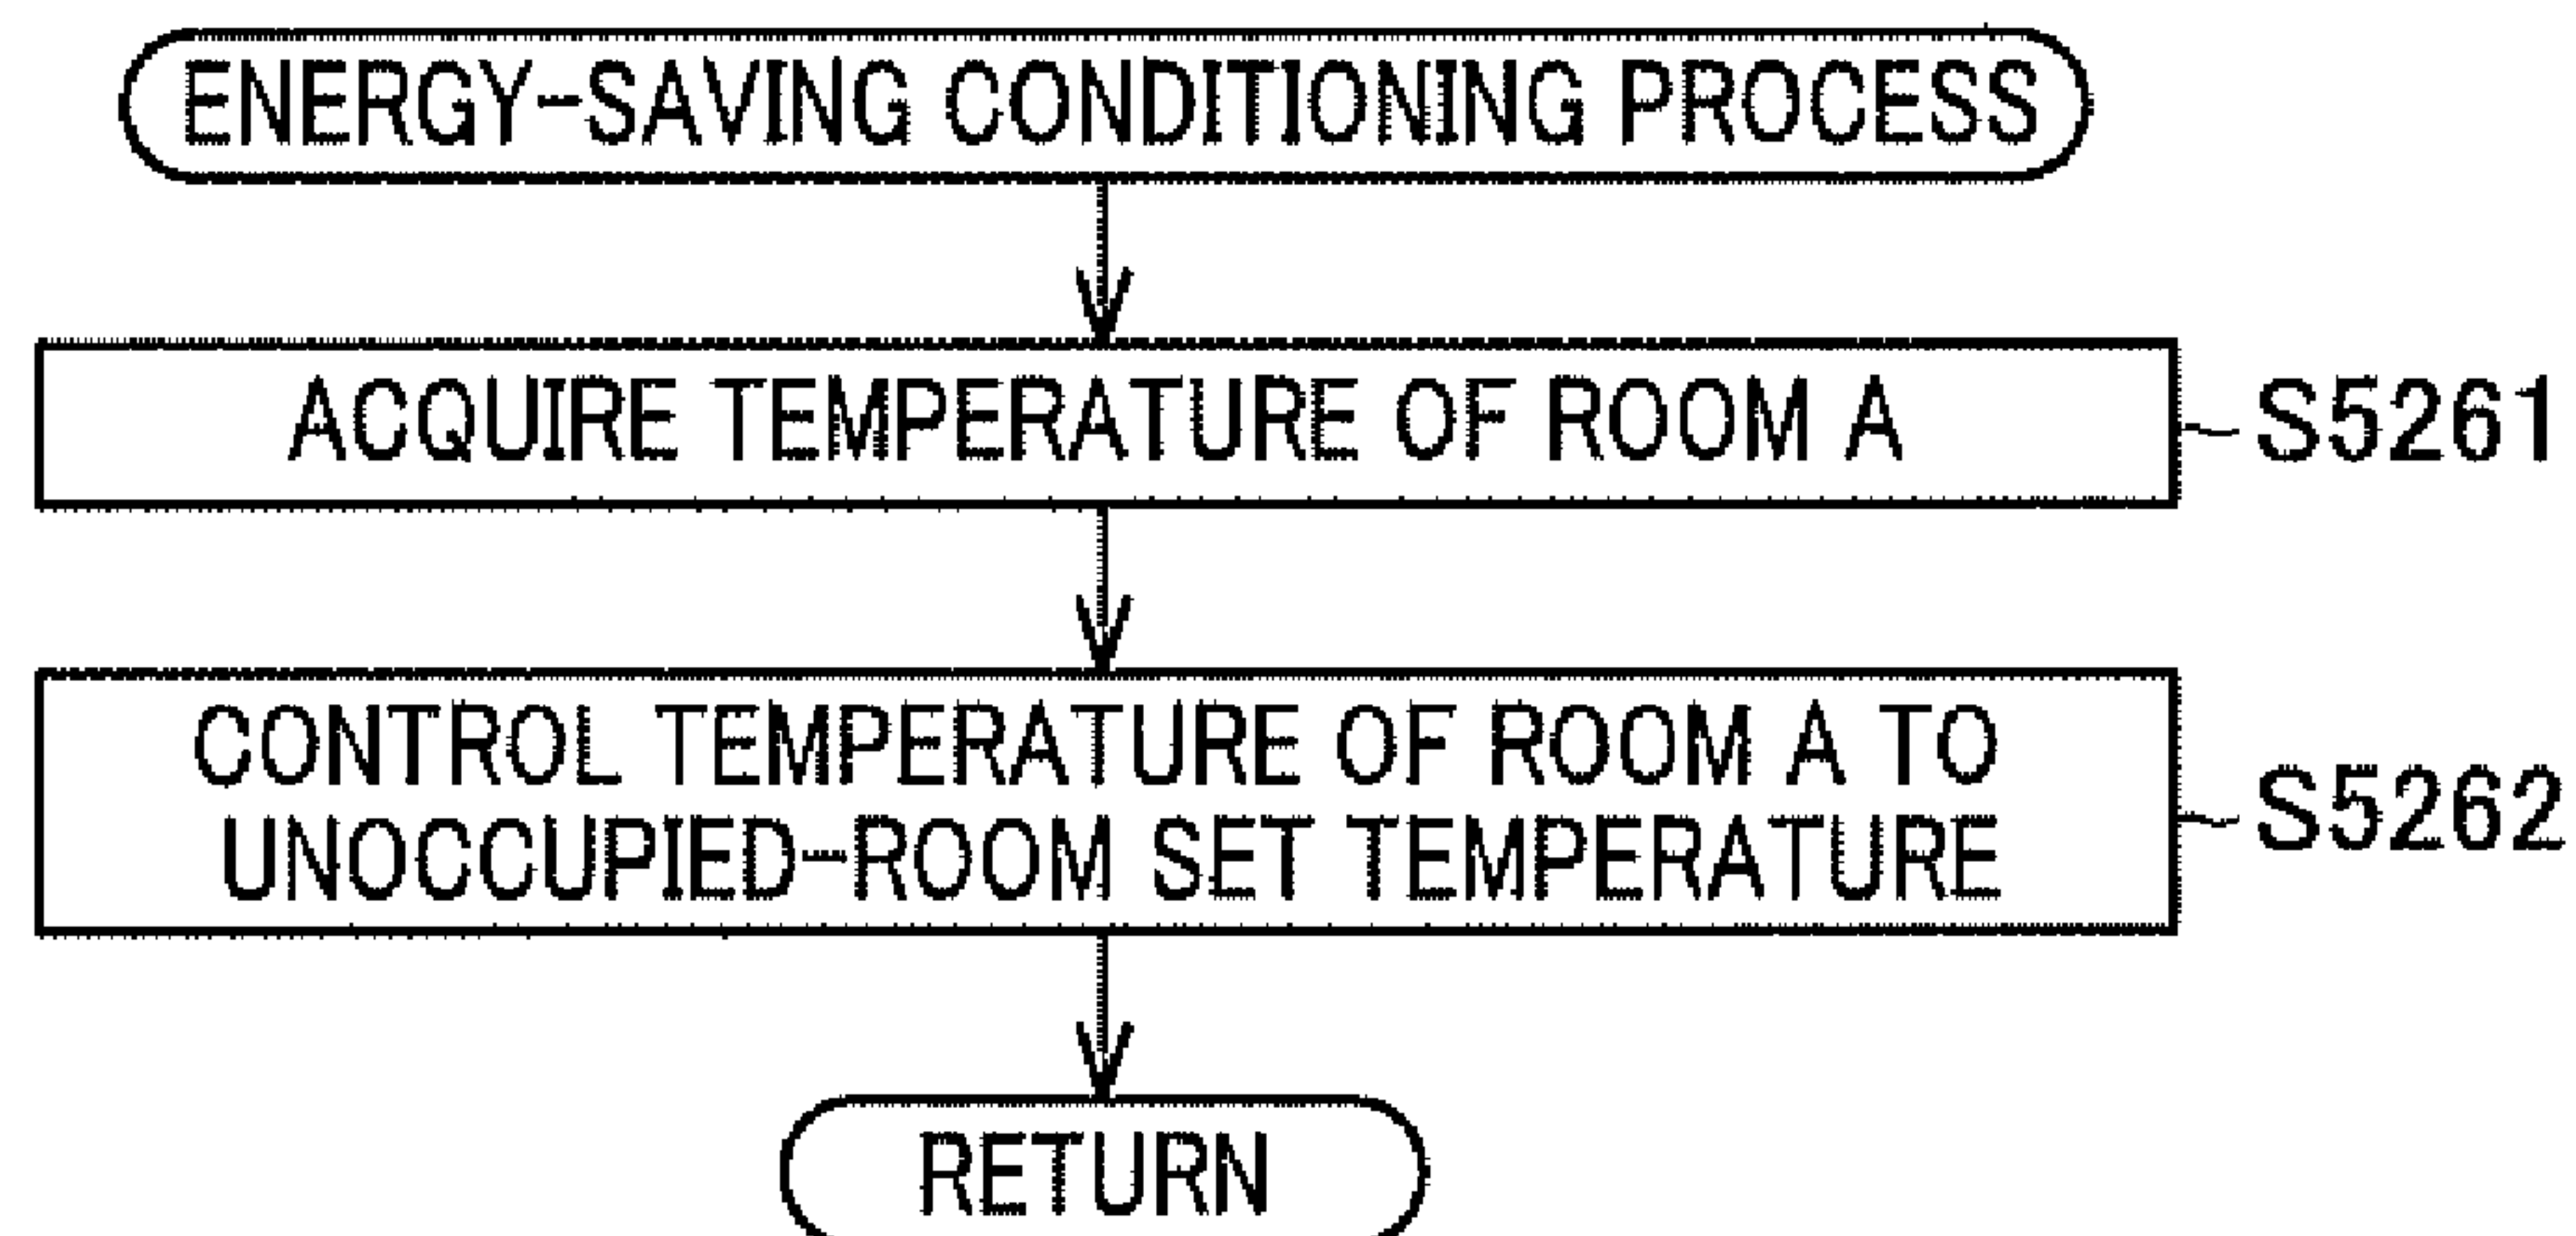 ENERGY-SAVING CONDITIONING PROCESS
ACQUIRE TEMPERATURE OF ROOM A
S5261
CONTROL TEMPERATURE OF ROOM A TO
UNOCCUPIED-ROOM SET TEMPERATURE
S5262
RETURN